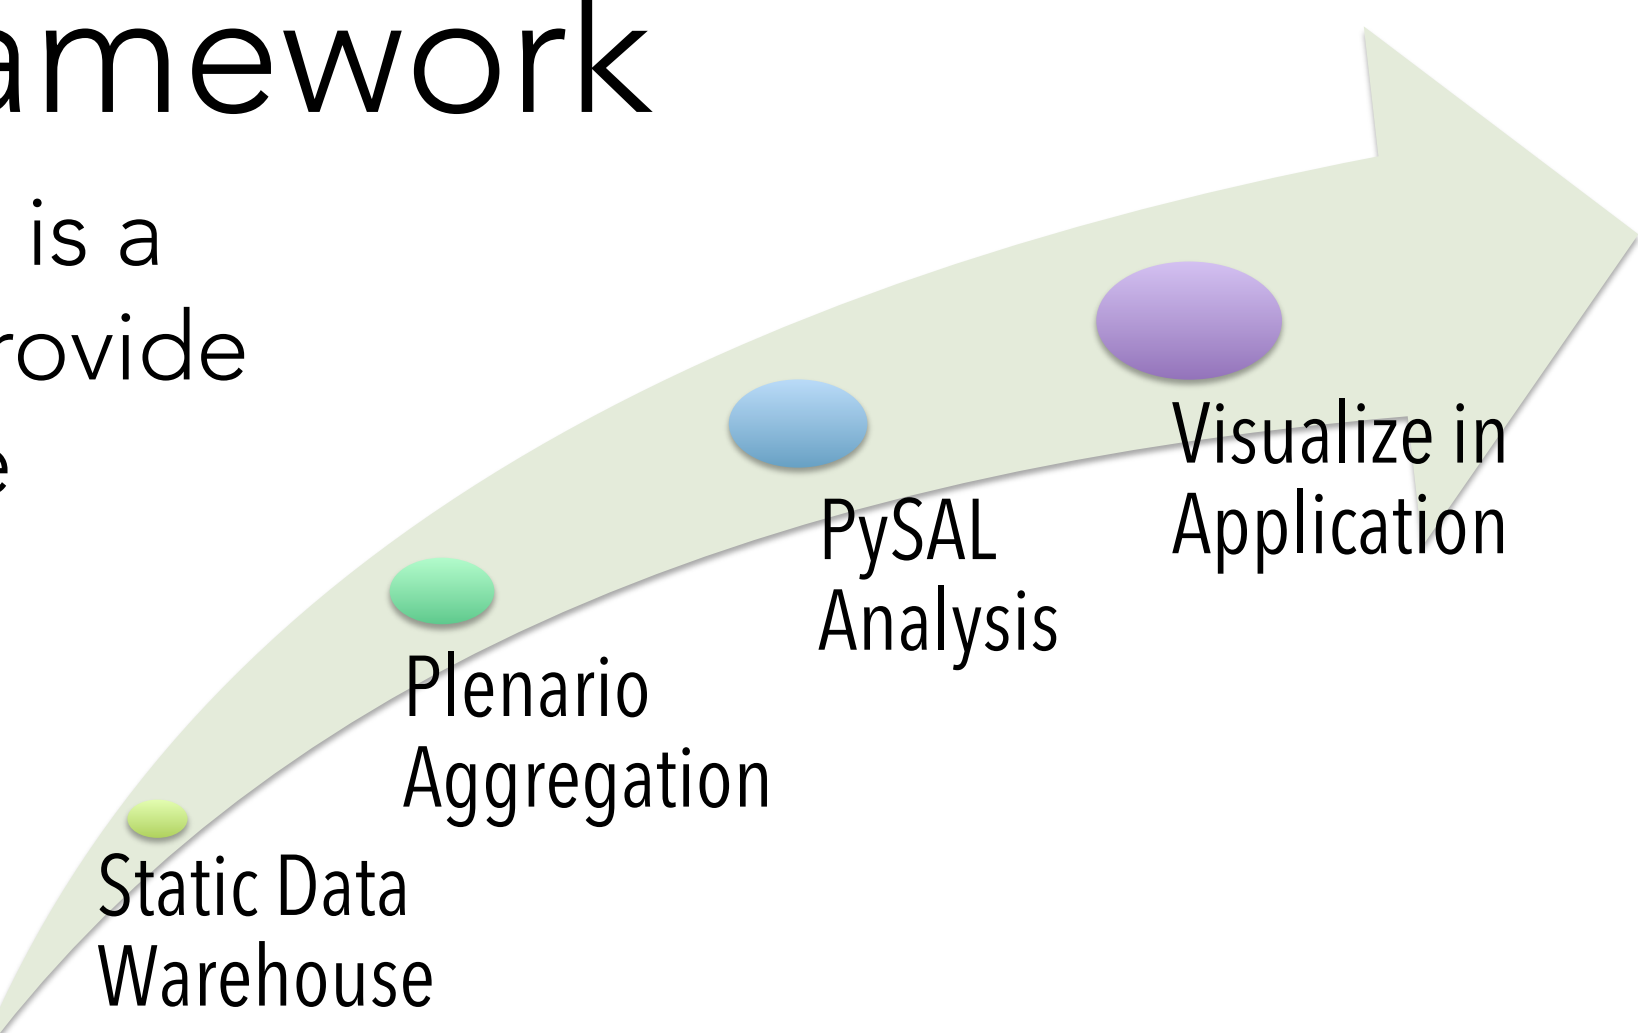 amework
is a
rovide
e
Visualize in
Application
PySAL
Analysis
Plenario
Aggregation
Static Data
Warehouse